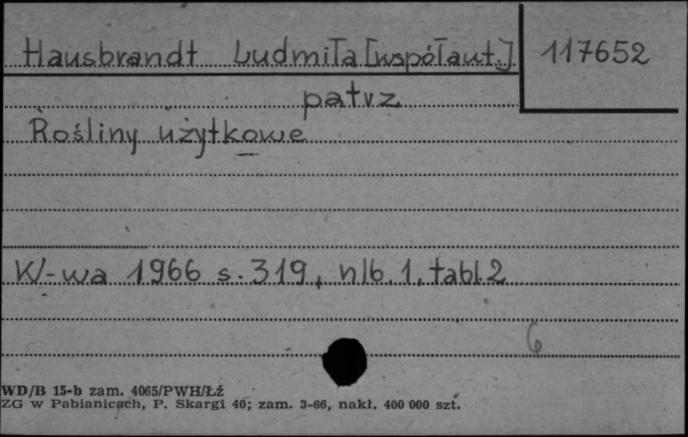 Hausbrandt Ludmiła [współaut.] 117652
patrz
Rośliny użytkowe
W-wa 1966 s. 319, nlb. 1, tabl. 2
6
WD/B 15-b zam. 4065/PWH/Łź
ZG w Pabianicach, P. Skargi 40; zam. 3-66, nakł. 400 000 szt.